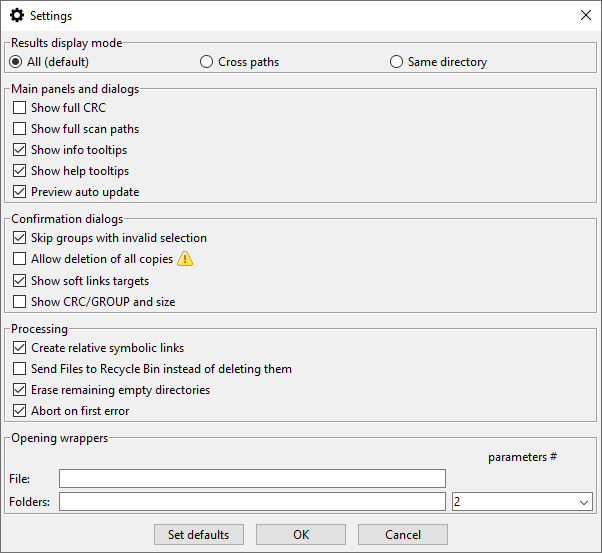 Settings
Results display mode
All (default) Cross paths Same directory
Main panels and dialogs
Show full CRC
Show full scan paths
Show info tooltips
Show help tooltips
Preview auto update
Confirmation dialogs
Skip groups with invalid selection
Allow deletion of all copies
Show soft links targets
Show CRC/GROUP and size
Processing
Create relative symbolic links
Send Files to Recycle Bin instead of deleting them
Erase remaining empty directories
Abort on first error
Opening wrappers
parameters #
File:
Folders: 2
Set defaults OK Cancel